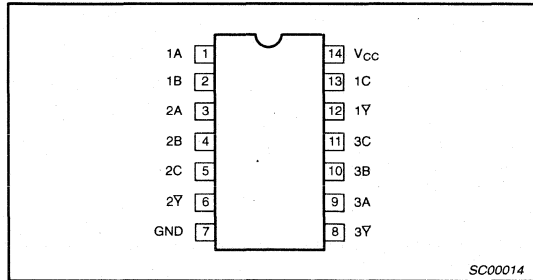 1A 1 14 VCC
1B 2 13 1C
2A 3 12 1Y̅
2B 4 11 3C
2C 5 10 3B
2Y̅ 6 9 3A
GND 7 8 3Y̅
SC00014